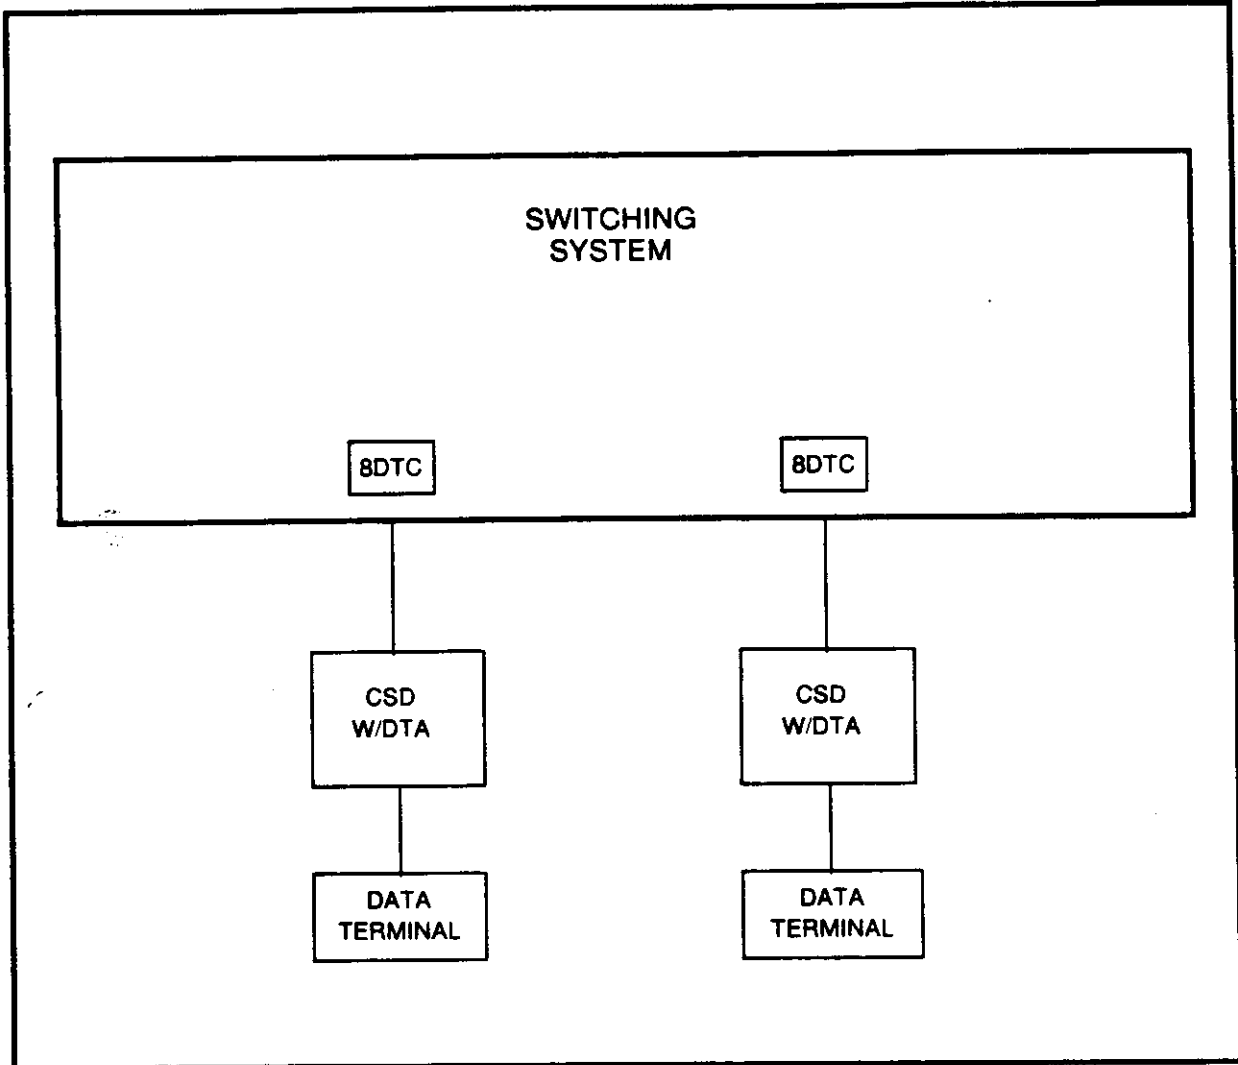 SWITCHING
SYSTEM
8DTC
8DTC
CSD
W/DTA
CSD
W/DTA
DATA
TERMINAL
DATA
TERMINAL